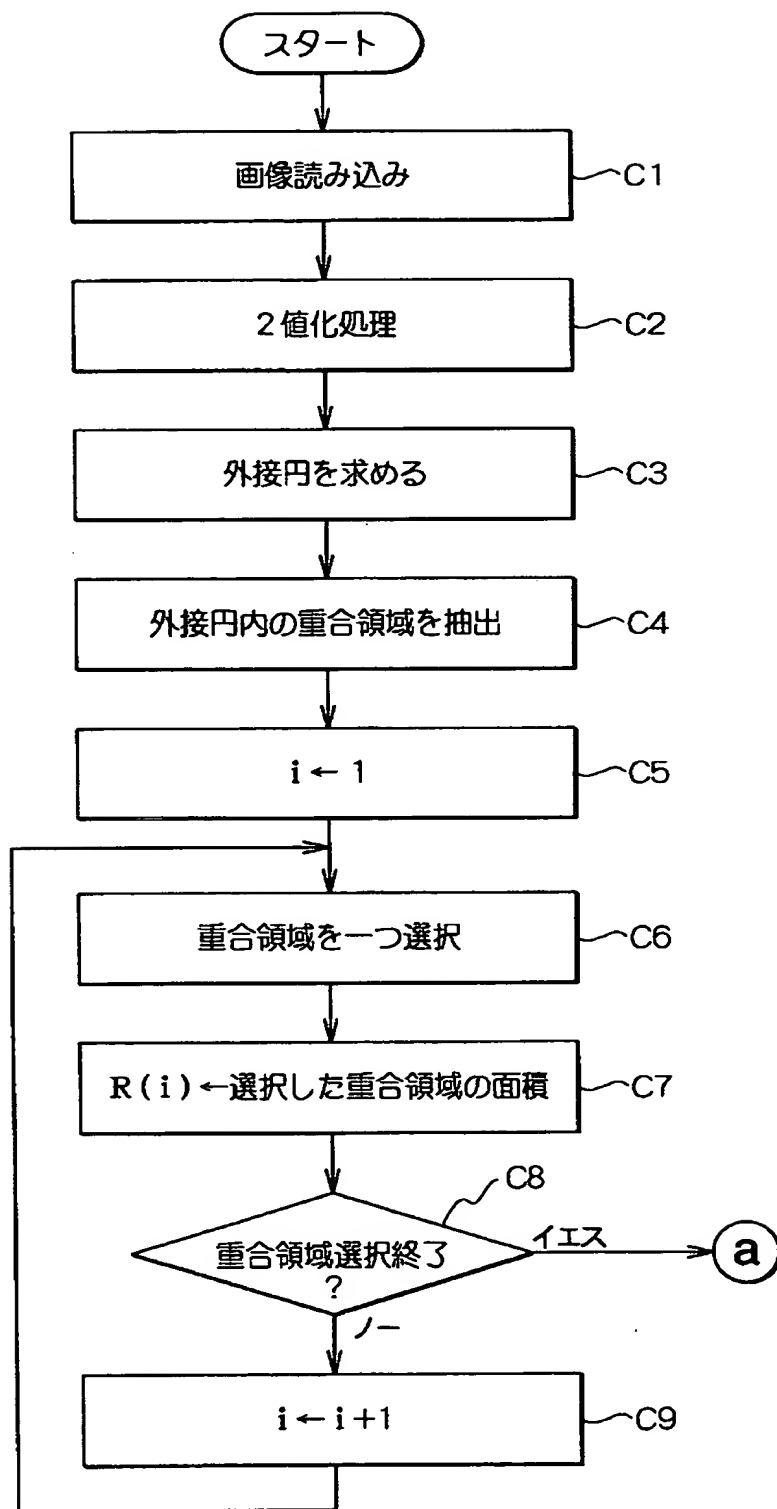 スタート
画像読み込み
C1
2値化処理
C2
外接円を求める
C3
外接円内の重合領域を抽出
C4
i ← 1
C5
重合領域を一つ選択
C6
R(i)←選択した重合領域の面積
C7
C8
重合領域選択終了
?
イエス
a
ノー
i ← i+1
C9